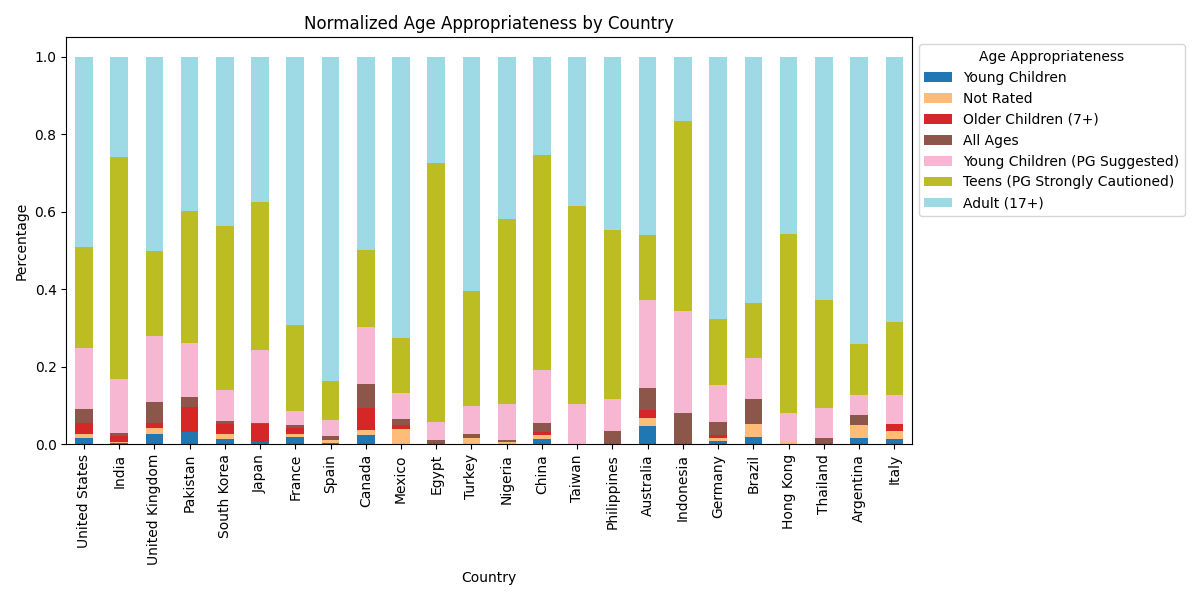 Normalized Age Appropriateness by Country
Age Appropriateness
Young Children
Not Rated
Older Children (7+)
All Ages
Young Children (PG Suggested)
Teens (PG Strongly Cautioned)
Adult (17+)
Percentage
1.0
0.8
0.6
0.4
0.2
0.0
United States
India
United Kingdom
Pakistan
South Korea
Japan
France
Spain
Canada
Mexico
Egypt
Turkey
Nigeria
China
Taiwan
Philippines
Australia
Indonesia
Germany
Brazil
Hong Kong
Thailand
Argentina
Italy
Country